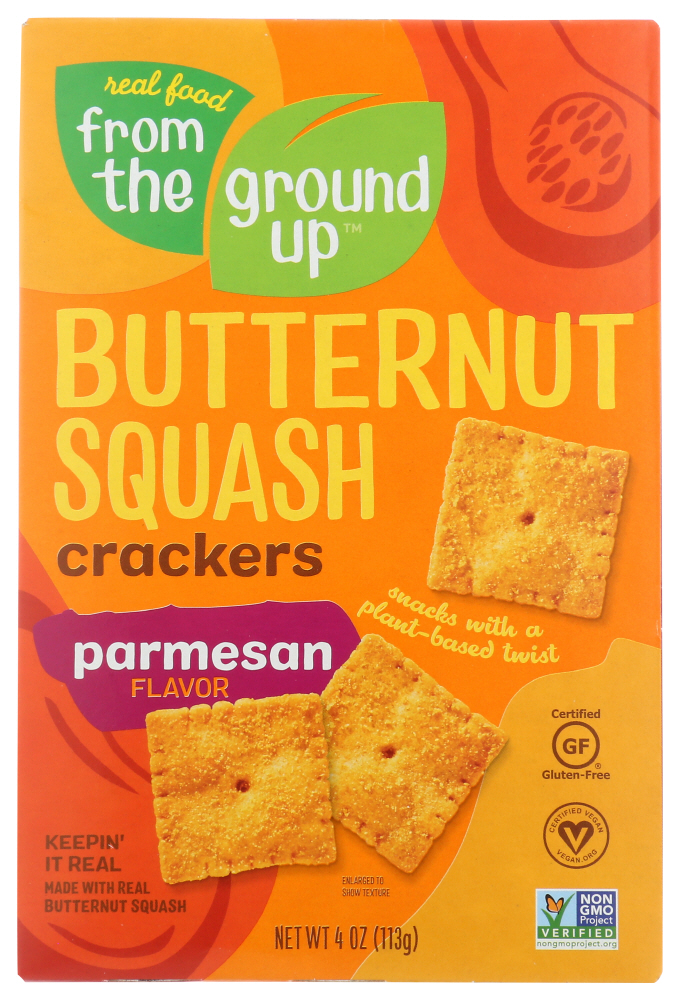 real food
from
the
ground
up™
BUTTERNUT
SQUASH
crackers
snacks with a
plant-based twist
parmesan
FLAVOR
Certified
GF®
Gluten-Free
CERTIFIED VEGAN
VEGAN.ORG
KEEPIN'
IT REAL
MADE WITH REAL
BUTTERNUT SQUASH
ENLARGED TO
SHOW TEXTURE
NET WT 4 OZ (113g)
NON
GMO
Project
VERIFIED
nongmoproject.org